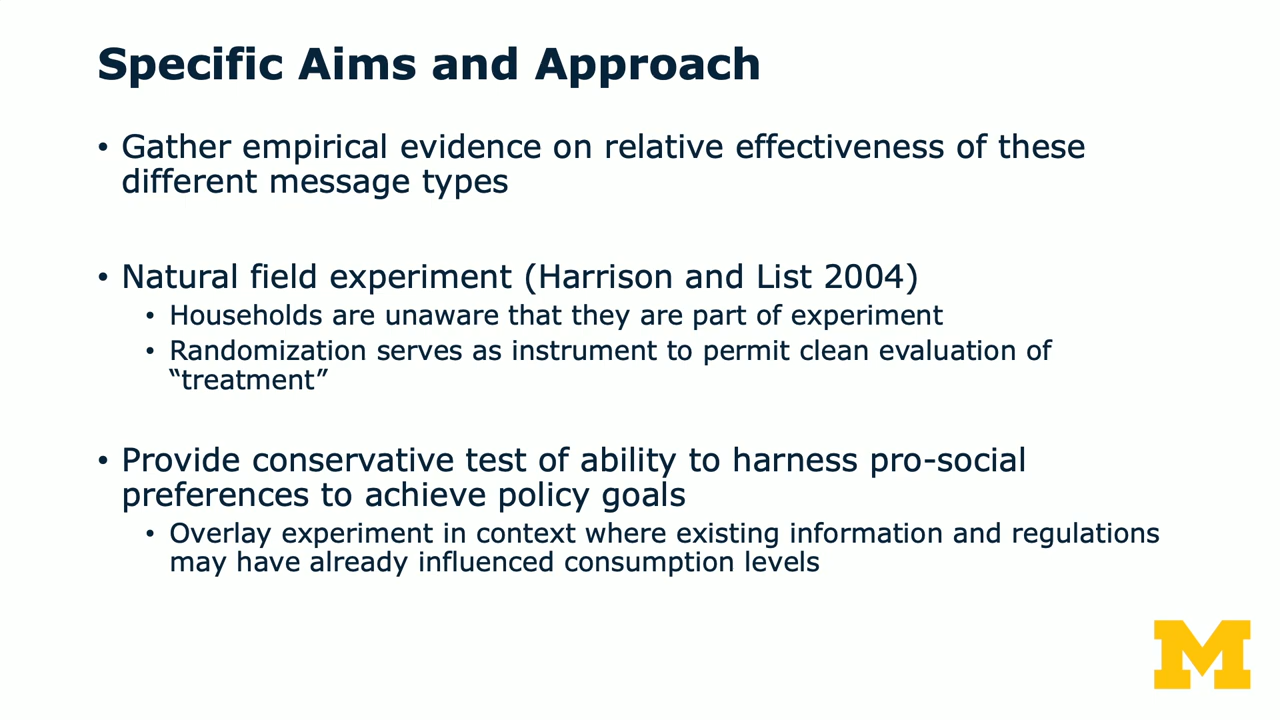 Specific Aims and Approach
• Gather empirical evidence on relative effectiveness of these
different message types
• Natural field experiment (Harrison and List 2004)
• Households are unaware that they are part of experiment
• Randomization serves as instrument to permit clean evaluation of
“treatment”
• Provide conservative test of ability to harness pro-social
preferences to achieve policy goals
• Overlay experiment in context where existing information and regulations
may have already influenced consumption levels
M